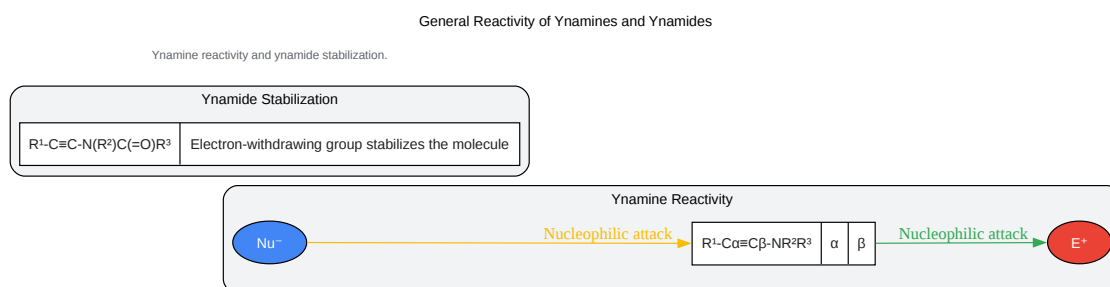 General Reactivity of Ynamines and Ynamides
Ynamine reactivity and ynamide stabilization.
Ynamide Stabilization
R¹-C≡C-N(R²)C(=O)R³ Electron-withdrawing group stabilizes the molecule
Ynamine Reactivity
Nu⁻ Nucleophilic attack R¹-Cα≡Cβ-NR²R³ α β Nucleophilic attack E⁺